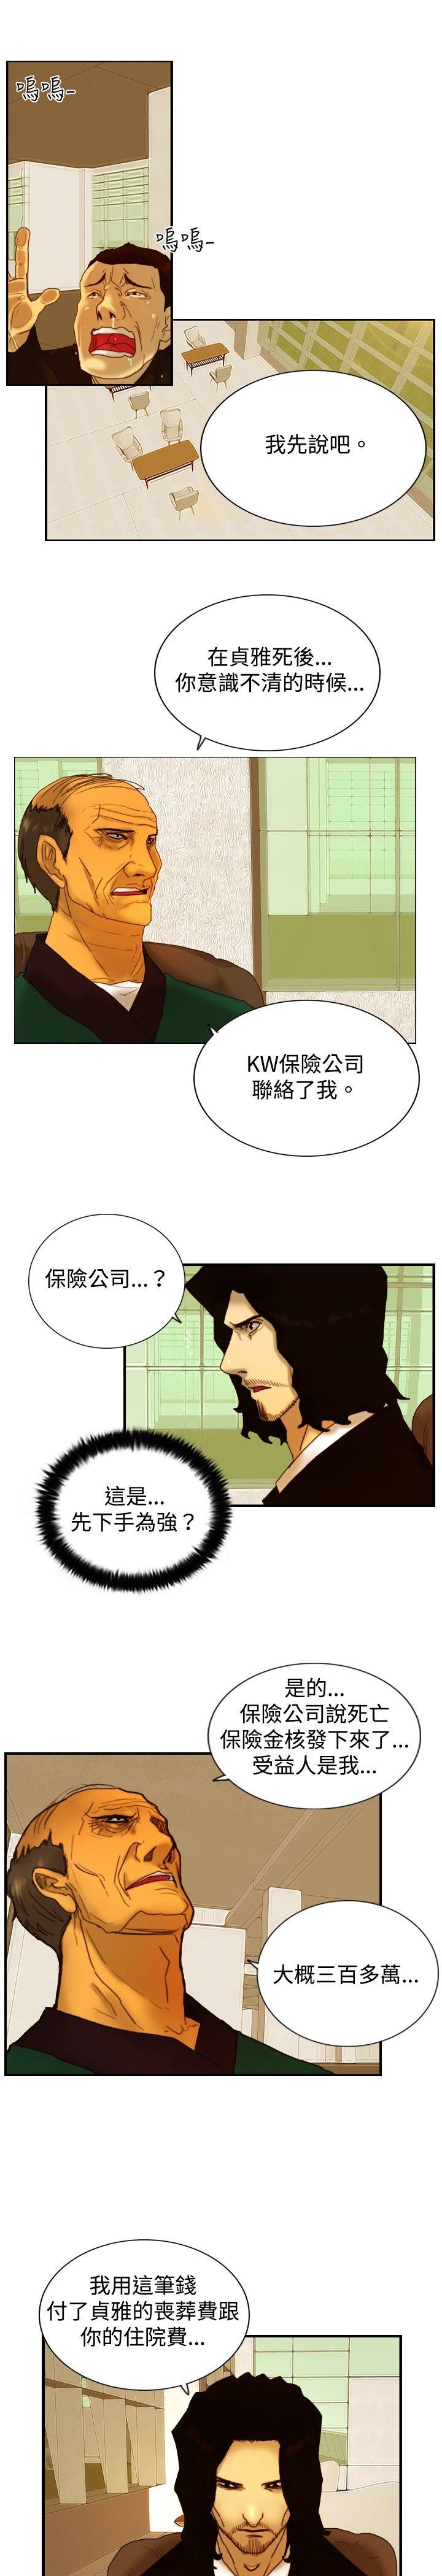 嗚嗚-
嗚嗚-
我先說吧。
在貞雅死後...
你意識不清的時候...
KW保險公司
聯絡了我。
保險公司...？
這是...
先下手為強？
是的...
保險公司說死亡
保險金核發下來了...
受益人是我...
大概三百多萬...
我用這筆錢
付了貞雅的喪葬費跟
你的住院費...